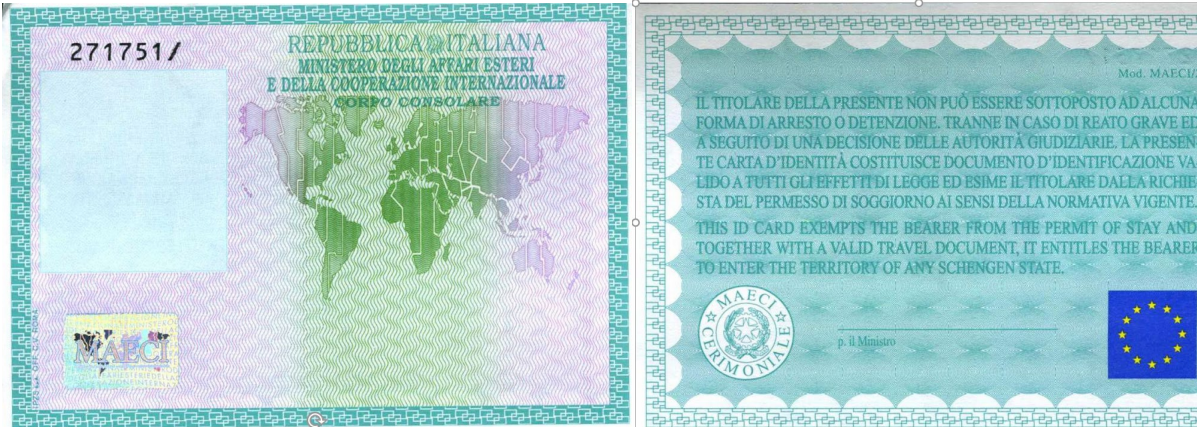 271751/
REPUBBLICA ITALIANA
MINISTERO DEGLI AFFARI ESTERI
E DELLA COOPERAZIONE INTERNAZIONALE
CORPO CONSOLARE
MAECI
Mod. MAECI/
IL TITOLARE DELLA PRESENTE NON PUÒ ESSERE SOTTOPOSTO AD ALCUNA
FORMA DI ARRESTO O DETENZIONE, TRANNE IN CASO DI REATO GRAVE ED
A SEGUITO DI UNA DECISIONE DELLE AUTORITÀ GIUDIZIARIE. LA PRESEN
TE CARTA D'IDENTITÀ COSTITUISCE DOCUMENTO D'IDENTIFICAZIONE VA
LIDO A TUTTI GLI EFFETTI DI LEGGE ED ESIME IL TITOLARE DALLA RICHIE
STA DEL PERMESSO DI SOGGIORNO AI SENSI DELLA NORMATIVA VIGENTE.
THIS ID CARD EXEMPTS THE BEARER FROM THE PERMIT OF STAY AND,
TOGETHER WITH A VALID TRAVEL DOCUMENT, IT ENTITLES THE BEARER
TO ENTER THE TERRITORY OF ANY SCHENGEN STATE.
MAECI
CERIMONIALE
p. il Ministro